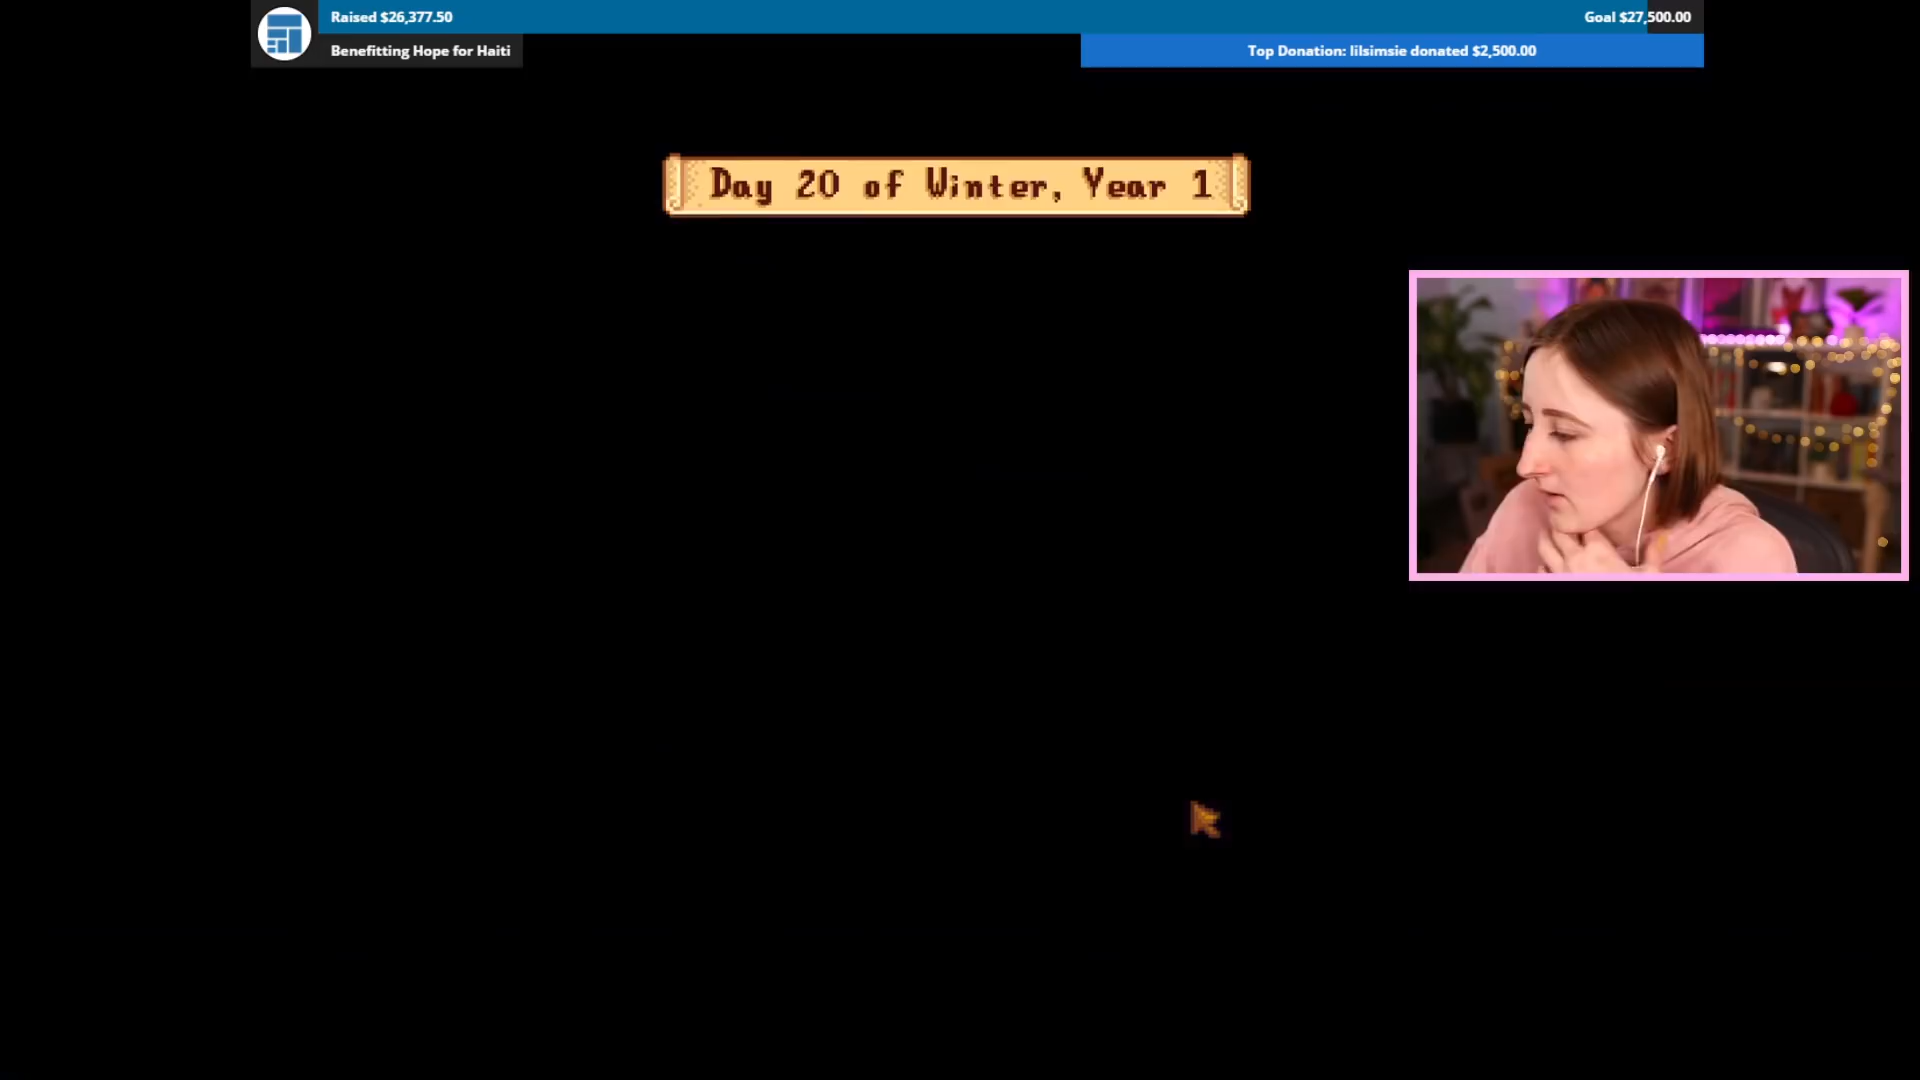 Raised $26,377.50
Goal $27,500.00
Benefitting Hope for Haiti
Top Donation: lilsimsie donated $2,500.00
Day 20 of Winter, Year 1